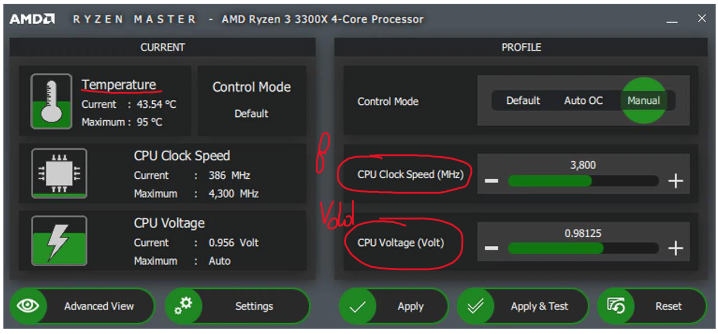 AMD RYZEN MASTER - AMD Ryzen 3 3300X 4-Core Processor
CURRENT
Temperature
Current : 43.54 °C
Maximum : 95 °C
Control Mode
Default
CPU Clock Speed
Current : 386 MHz
Maximum : 4,300 MHz
CPU Voltage
Current : 0.956 Volt
Maximum : Auto
PROFILE
Control Mode
Default Auto OC Manual
f
CPU Clock Speed (MHz)
3,800
Vdd
CPU Voltage (Volt)
0.98125
Advanced View
Settings
Apply
Apply & Test
Reset